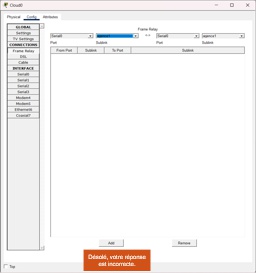 Cloud0
Physical Config Attributes
GLOBAL
Settings
TV Settings
CONNECTIONS
Frame Relay
DSL
Cable
INTERFACE
Serial0
Serial1
Serial2
Serial3
Modem4
Modem5
Ethernet6
Coaxial7
Frame Relay
Serial0 ajamcc1 <-> Serial0 ajamcc1
Port Sublink Port Sublink
From Port Sublink To Port Sublink
Add Remove
Désolé, votre réponse
est incorrecte.
Top